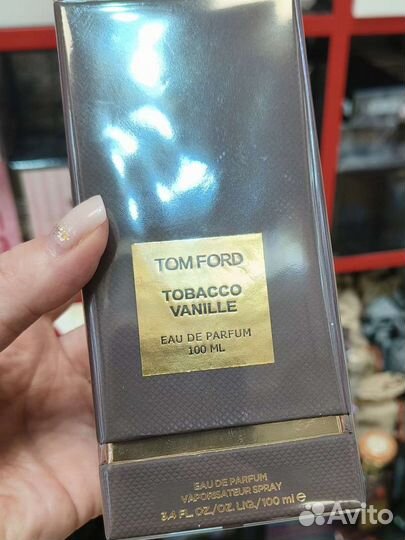 TOM FORD
TOBACCO
VANILLE
EAU DE PARFUM
100 ML
EAU DE PARFUM
VAPORISATEUR SPRAY
3.4 FL. OZ./OZ. LIQ./100 ml ℮
Avito